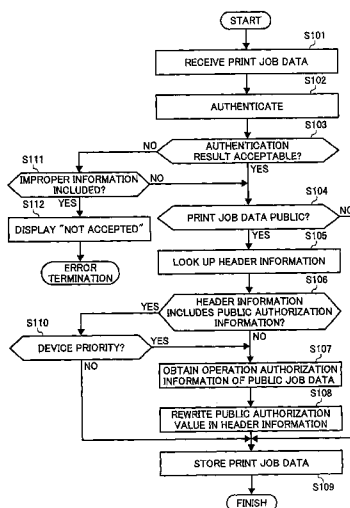 START
S101
RECEIVE PRINT JOB DATA
S102
AUTHENTICATE
S103
AUTHENTICATION
RESULT ACCEPTABLE?
NO
YES
S111
IMPROPER INFORMATION
INCLUDED?
NO
YES
S112
DISPLAY "NOT ACCEPTED"
ERROR
TERMINATION
S104
PRINT JOB DATA PUBLIC?
NO
YES
S105
LOOK UP HEADER INFORMATION
S106
HEADER INFORMATION
INCLUDES PUBLIC AUTHORIZATION
INFORMATION?
YES
NO
S110
DEVICE PRIORITY?
YES
NO
S107
OBTAIN OPERATION AUTHORIZATION
INFORMATION OF PUBLIC JOB DATA
S108
REWRITE PUBLIC AUTHORIZATION
VALUE IN HEADER INFORMATION
STORE PRINT JOB DATA
S109
FINISH